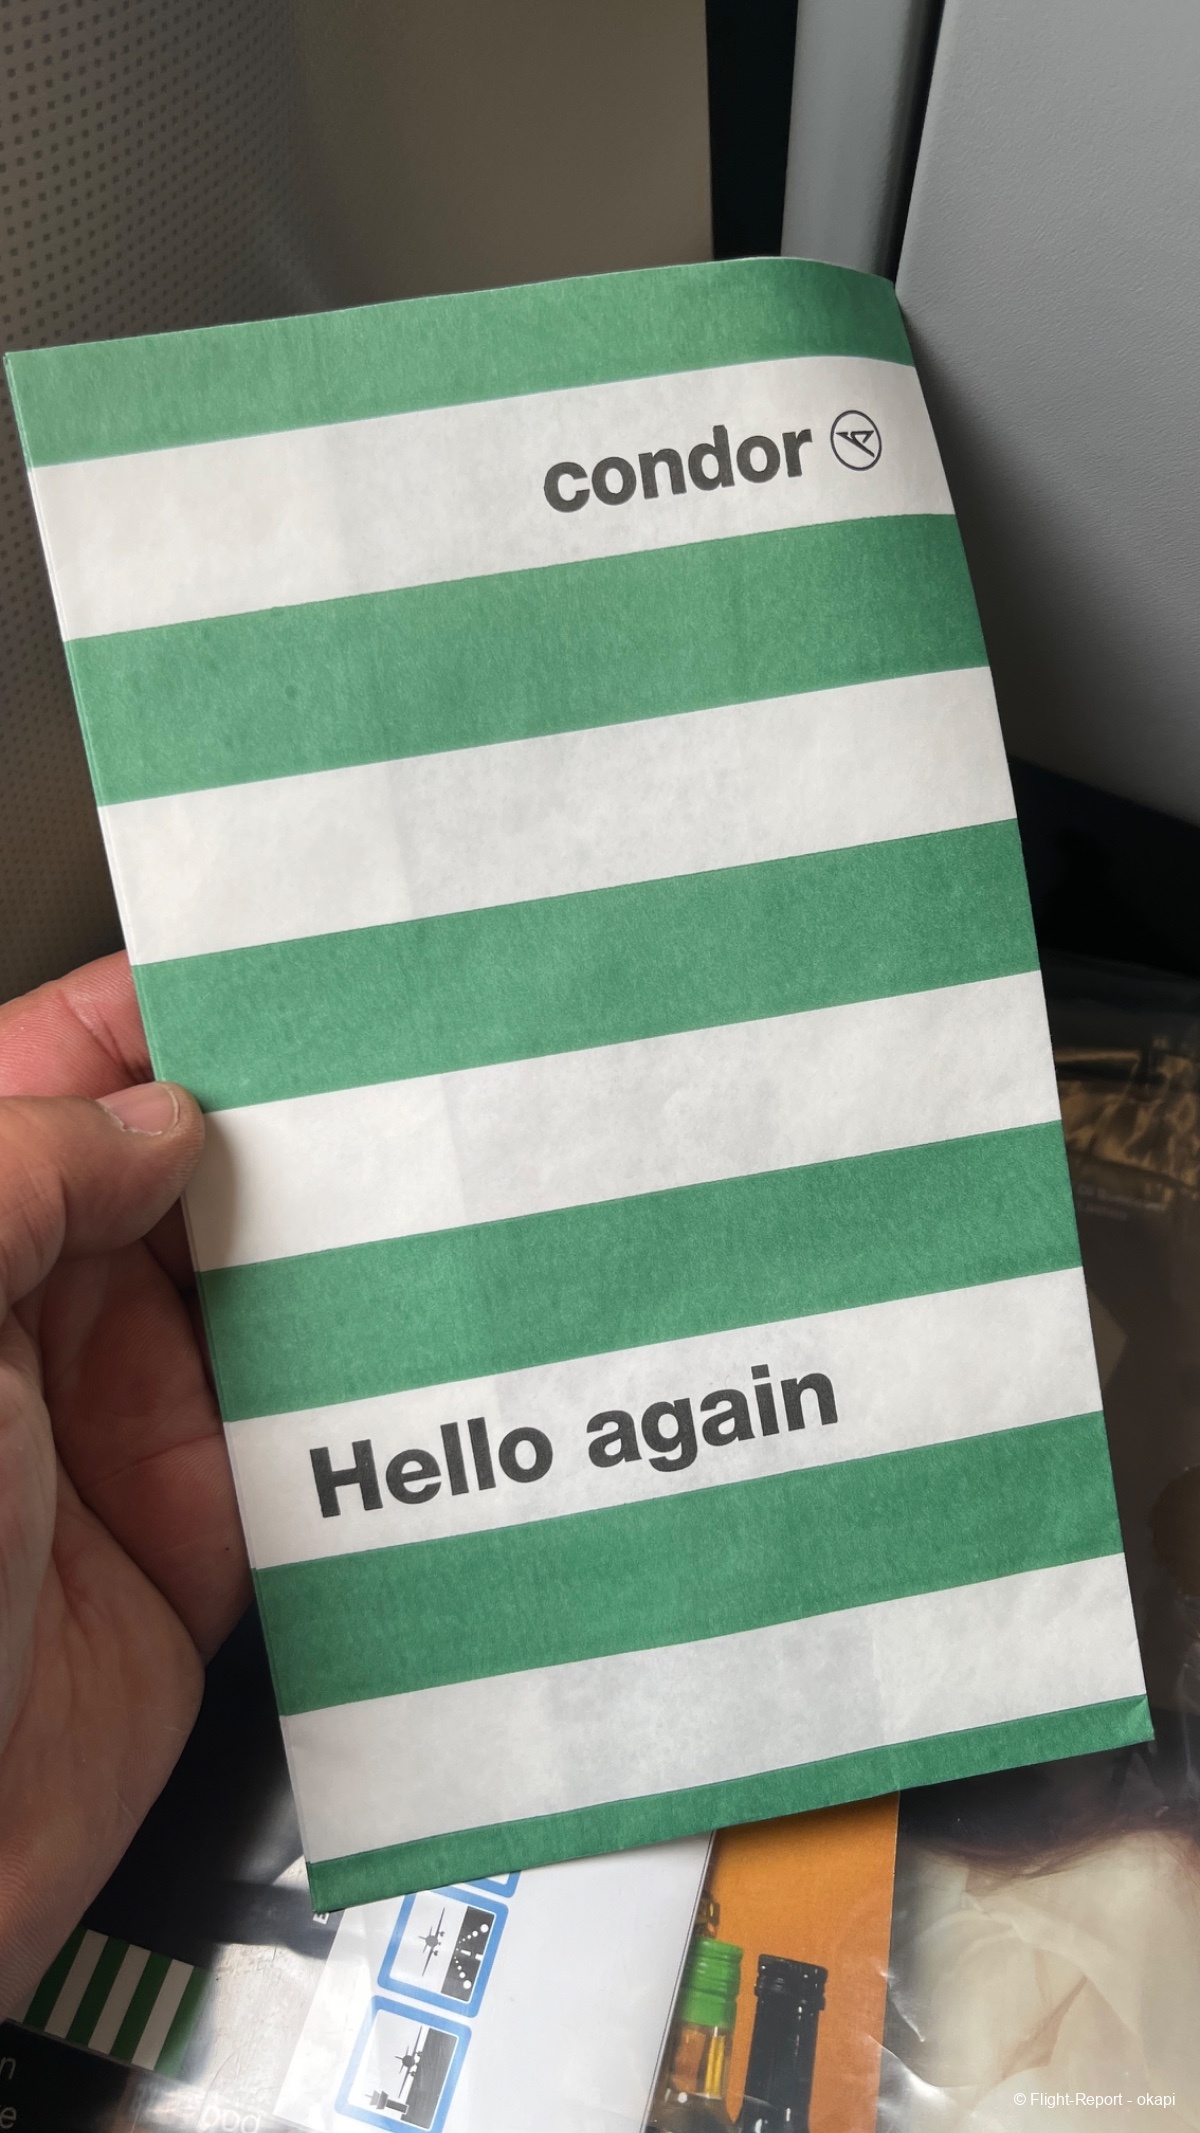 condor
Hello again
© Flight-Report - okapi